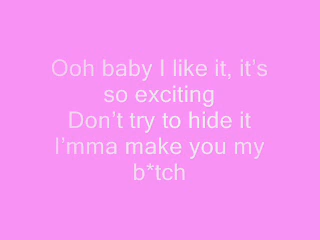 Ooh baby I like it, it's
so exciting
Don't try to hide it
I'mma make you my
b*tch